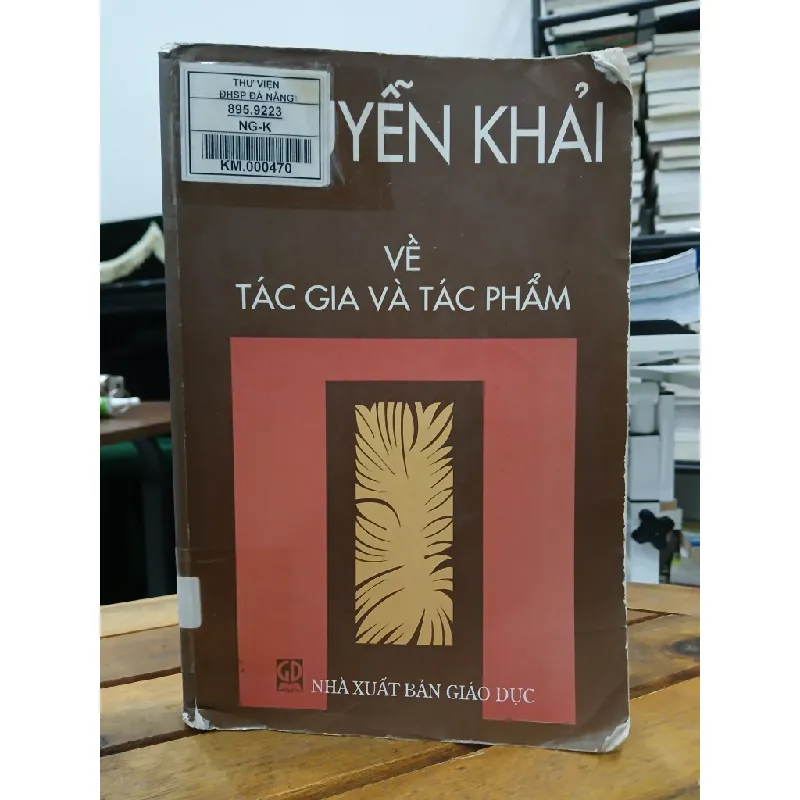 THƯ VIỆN
ĐHSP ĐÀ NẴNG
895.9223
NG-K
KM.000470
UYỄN KHẢI
VỀ
TÁC GIA VÀ TÁC PHẨM
GD
NHÀ XUẤT BẢN GIÁO DỤC